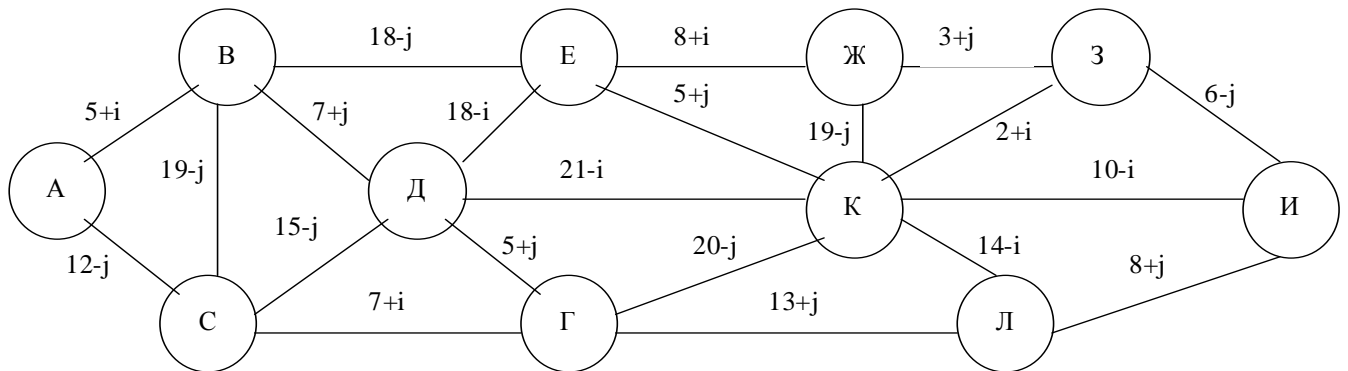 18-j
8+i
3+j
В
Е
Ж
З
5+i
7+j
18-i
5+j
19-j
2+i
6-j
А
19-j
Д
21-i
К
10-i
И
12-j
15-j
5+j
20-j
14-i
8+j
С
7+i
Г
13+j
Л